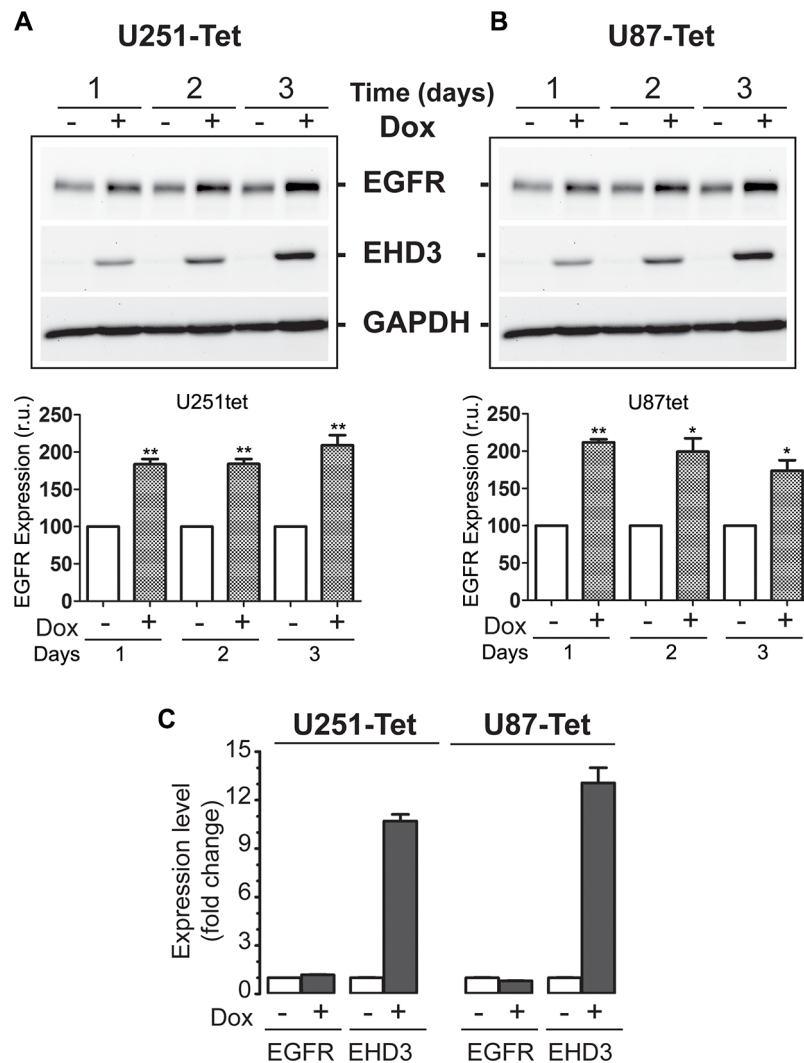 A
U251-Tet
1 2 3
- + - + - +
Time (days)
Dox
B
U87-Tet
1 2 3
- + - + - +
- EGFR -
- EHD3 -
- GAPDH -
U251tet
EGFR Expression (r.u.)
250
200
150
100
50
0
** ** **
Dox - + - + - +
Days 1 2 3
U87tet
EGFR Expression (r.u.)
250
200
150
100
50
0
** * *
Dox - + - + - +
Days 1 2 3
C
U251-Tet U87-Tet
Expression level
(fold change)
15
12
9
6
3
0
Dox - + - + - + - +
EGFR EHD3 EGFR EHD3